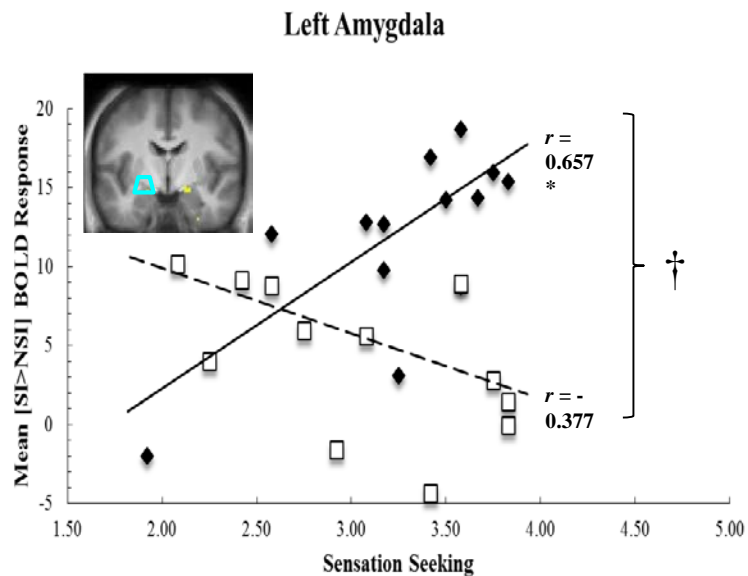 Left Amygdala
Mean [SI>NSI] BOLD Response
20
15
10
5
0
-5
1.50 2.00 2.50 3.00 3.50 4.00 4.50 5.00
Sensation Seeking
r =
0.657
*
r = -
0.377
†